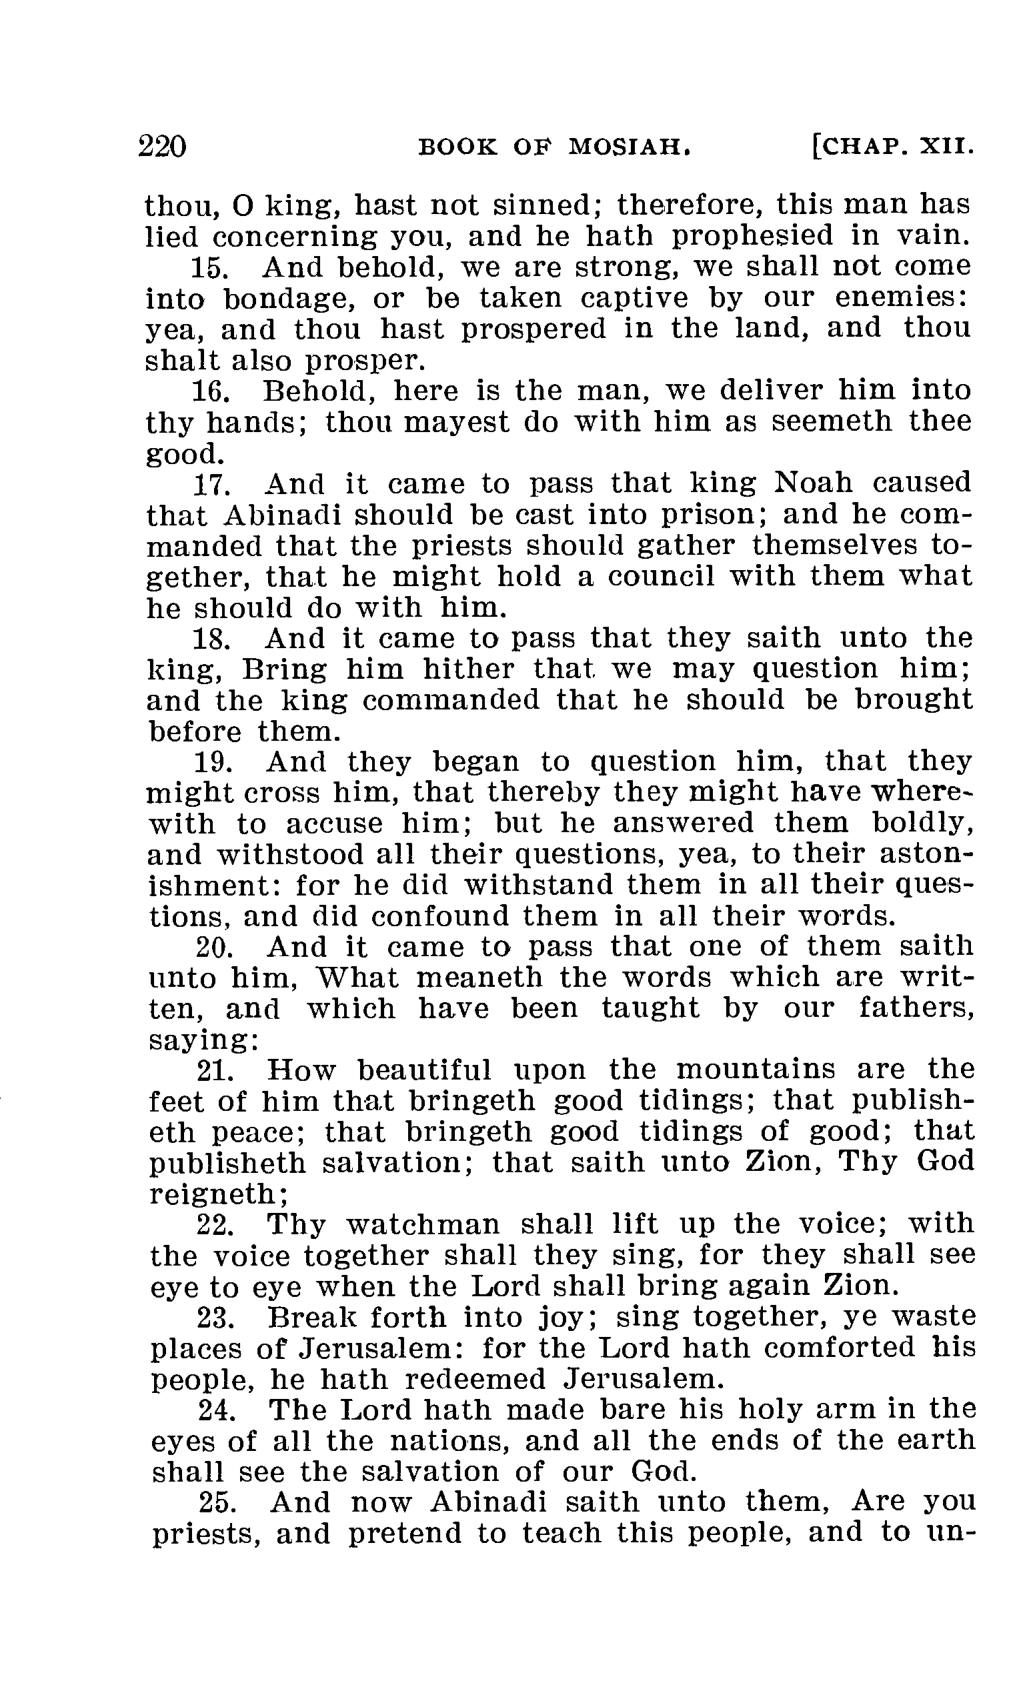 220 BOOK OF MOSIAH. [CHAP. XII.
thou, O king, hast not sinned; therefore, this man has
lied concerning you, and he hath prophesied in vain.
15. And behold, we are strong, we shall not come
into bondage, or be taken captive by our enemies:
yea, and thou hast prospered in the land, and thou
shalt also prosper.
16. Behold, here is the man, we deliver him into
thy hands; thou mayest do with him as seemeth thee
good.
17. And it came to pass that king Noah caused
that Abinadi should be cast into prison; and he com-
manded that the priests should gather themselves to-
gether, that he might hold a council with them what
he should do with him.
18. And it came to pass that they saith unto the
king, Bring him hither that we may question him;
and the king commanded that he should be brought
before them.
19. And they began to question him, that they
might cross him, that thereby they might have where-
with to accuse him; but he answered them boldly,
and withstood all their questions, yea, to their aston-
ishment: for he did withstand them in all their ques-
tions, and did confound them in all their words.
20. And it came to pass that one of them saith
unto him, What meaneth the words which are writ-
ten, and which have been taught by our fathers,
saying:
21. How beautiful upon the mountains are the
feet of him that bringeth good tidings; that publish-
eth peace; that bringeth good tidings of good; that
publisheth salvation; that saith unto Zion, Thy God
reigneth;
22. Thy watchman shall lift up the voice; with
the voice together shall they sing, for they shall see
eye to eye when the Lord shall bring again Zion.
23. Break forth into joy; sing together, ye waste
places of Jerusalem: for the Lord hath comforted his
people, he hath redeemed Jerusalem.
24. The Lord hath made bare his holy arm in the
eyes of all the nations, and all the ends of the earth
shall see the salvation of our God.
25. And now Abinadi saith unto them, Are you
priests, and pretend to teach this people, and to un-